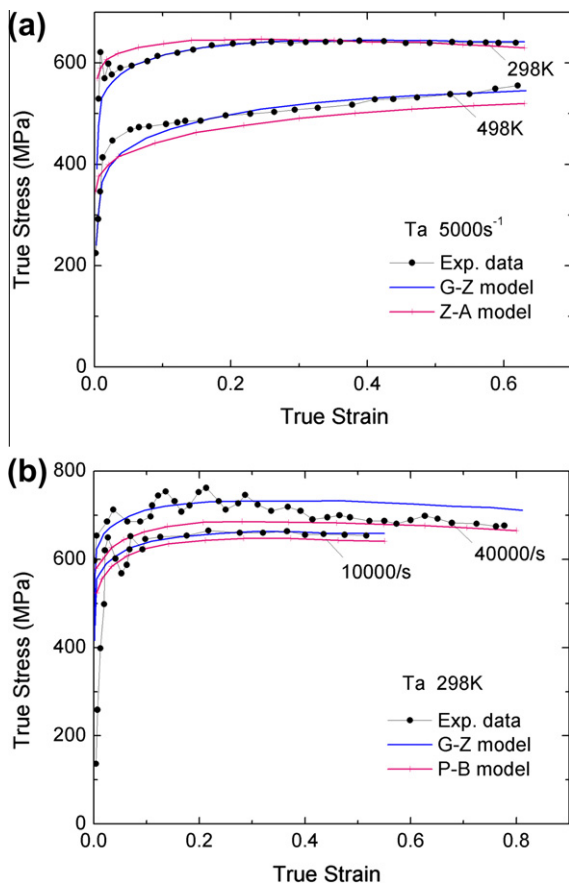 (a)
600
400
200
0
True Stress (MPa)
298K
498K
Ta 5000s⁻¹
Exp. data
G-Z model
Z-A model
0.0 0.2 0.4 0.6
True Strain
(b)
800
600
400
200
0
True Stress (MPa)
40000/s
10000/s
Ta 298K
Exp. data
G-Z model
P-B model
0.0 0.2 0.4 0.6 0.8
True Strain